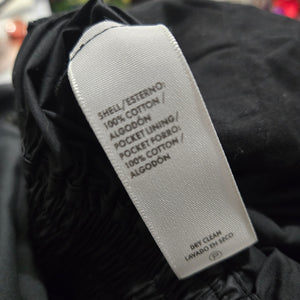 SHELL/ESTERNO:
100% COTTON/
ALGODÓN
POCKET LINING/
POCKET FORRO:
100% COTTON/
ALGODÓN
DRY CLEAN
LAVADO EN SECO